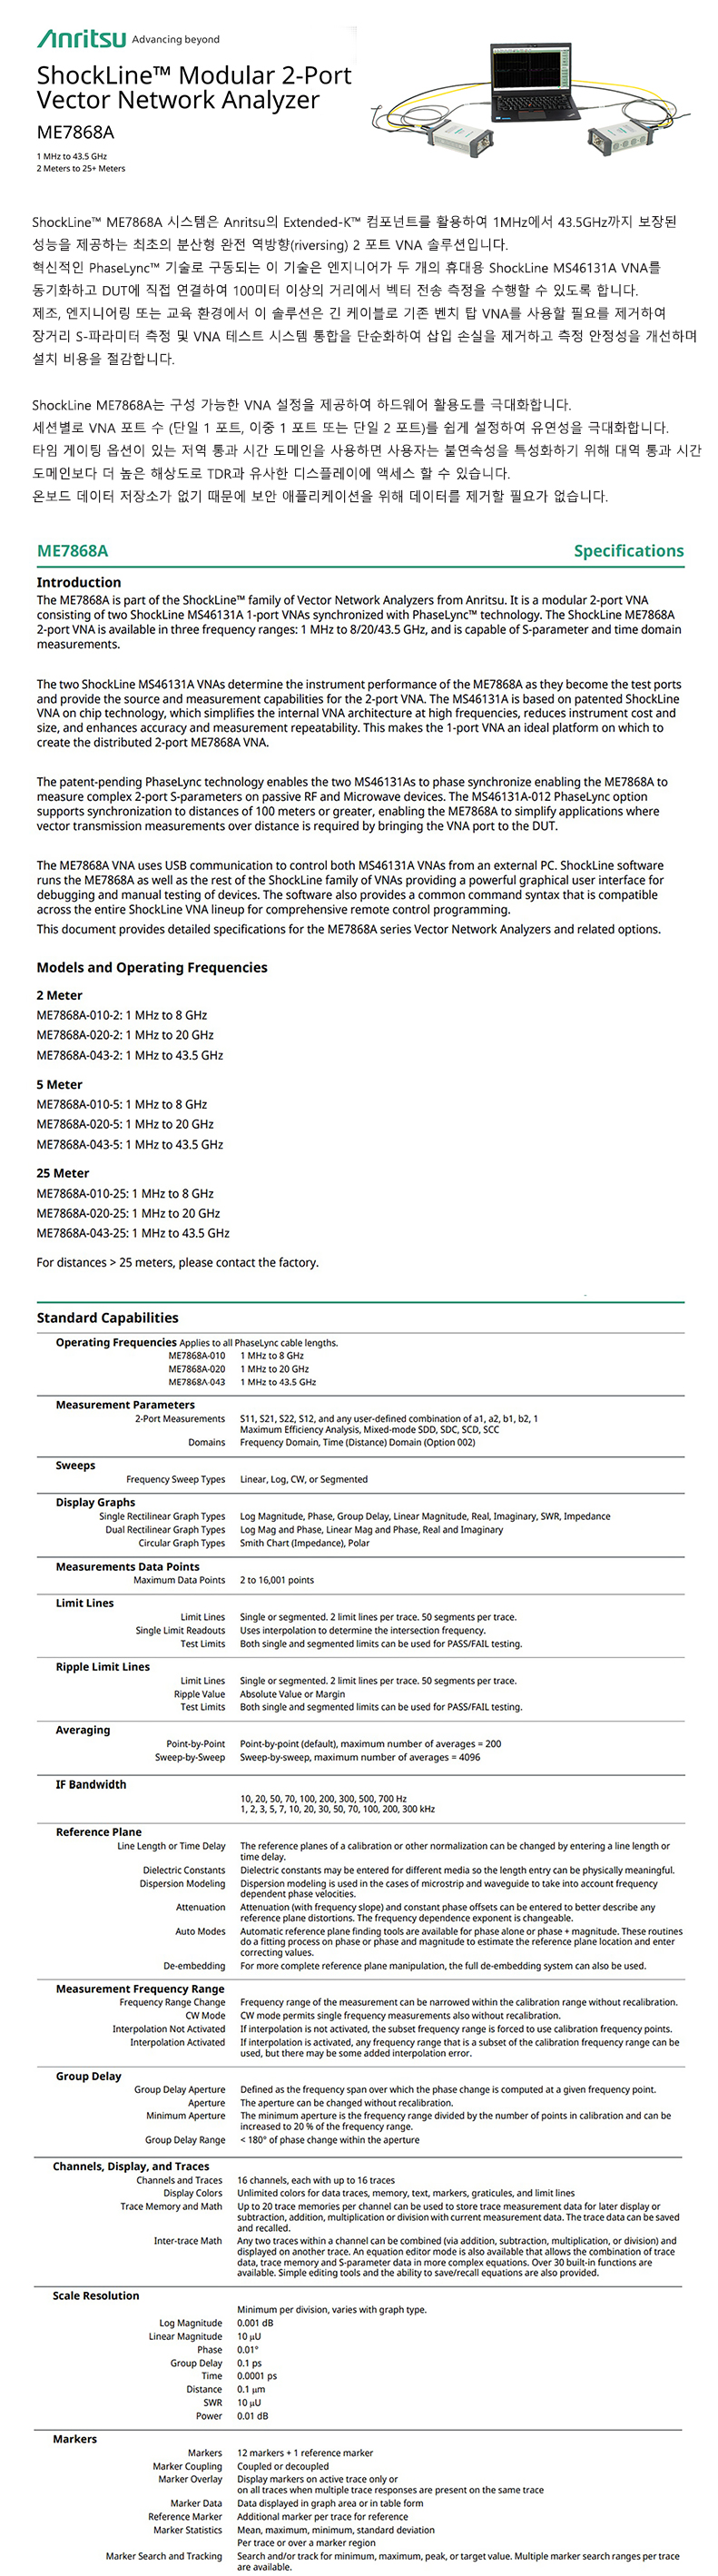 Anritsu Advancing beyond
ShockLine™ Modular 2-Port
Vector Network Analyzer
ME7868A
1 MHz to 43.5 GHz
2 Meters to 25+ Meters
ShockLine™ ME7868A 시스템은 Anritsu의 Extended-K™ 컴포넌트를 활용하여 1MHz에서 43.5GHz까지 보장된
성능을 제공하는 최초의 분산형 완전 역방향(riversing) 2 포트 VNA 솔루션입니다.
혁신적인 PhaseLync™ 기술로 구동되는 이 기술은 엔지니어가 두 개의 휴대용 ShockLine MS46131A VNA를
동기화하고 DUT에 직접 연결하여 100미터 이상의 거리에서 벡터 전송 측정을 수행할 수 있도록 합니다.
제조, 엔지니어링 또는 교육 환경에서 이 솔루션은 긴 케이블로 기존 벤치 탑 VNA를 사용할 필요를 제거하여
장거리 S-파라미터 측정 및 VNA 테스트 시스템 통합을 단순화하여 삽입 손실을 제거하고 측정 안정성을 개선하며
설치 비용을 절감합니다.
ShockLine ME7868A는 구성 가능한 VNA 설정을 제공하여 하드웨어 활용도를 극대화합니다.
세션별로 VNA 포트 수 (단일 1 포트, 이중 1 포트 또는 단일 2 포트)를 쉽게 설정하여 유연성을 극대화합니다.
타임 게이팅 옵션이 있는 저역 통과 시간 도메인을 사용하면 사용자는 불연속성을 특성화하기 위해 대역 통과 시간
도메인보다 더 높은 해상도로 TDR과 유사한 디스플레이에 액세스 할 수 있습니다.
온보드 데이터 저장소가 없기 때문에 보안 애플리케이션을 위해 데이터를 제거할 필요가 없습니다.
ME7868A Specifications
Introduction
The ME7868A is part of the ShockLine™ family of Vector Network Analyzers from Anritsu. It is a modular 2-port VNA
consisting of two ShockLine MS46131A 1-port VNAs synchronized with PhaseLync™ technology. The ShockLine ME7868A
2-port VNA is available in three frequency ranges: 1 MHz to 8/20/43.5 GHz, and is capable of S-parameter and time domain
measurements.
The two ShockLine MS46131A VNAs determine the instrument performance of the ME7868A as they become the test ports
and provide the source and measurement capabilities for the 2-port VNA. The MS46131A is based on patented ShockLine
VNA on chip technology, which simplifies the internal VNA architecture at high frequencies, reduces instrument cost and
size, and enhances accuracy and measurement repeatability. This makes the 1-port VNA an ideal platform on which to
create the distributed 2-port ME7868A VNA.
The patent-pending PhaseLync technology enables the two MS46131As to phase synchronize enabling the ME7868A to
measure complex 2-port S-parameters on passive RF and Microwave devices. The MS46131A-012 PhaseLync option
supports synchronization to distances of 100 meters or greater, enabling the ME7868A to simplify applications where
vector transmission measurements over distance is required by bringing the VNA port to the DUT.
The ME7868A VNA uses USB communication to control both MS46131A VNAs from an external PC. ShockLine software
runs the ME7868A as well as the rest of the ShockLine family of VNAs providing a powerful graphical user interface for
debugging and manual testing of devices. The software also provides a common command syntax that is compatible
across the entire ShockLine VNA lineup for comprehensive remote control programming.
This document provides detailed specifications for the ME7868A series Vector Network Analyzers and related options.
Models and Operating Frequencies
2 Meter
ME7868A-010-2: 1 MHz to 8 GHz
ME7868A-020-2: 1 MHz to 20 GHz
ME7868A-043-2: 1 MHz to 43.5 GHz
5 Meter
ME7868A-010-5: 1 MHz to 8 GHz
ME7868A-020-5: 1 MHz to 20 GHz
ME7868A-043-5: 1 MHz to 43.5 GHz
25 Meter
ME7868A-010-25: 1 MHz to 8 GHz
ME7868A-020-25: 1 MHz to 20 GHz
ME7868A-043-25: 1 MHz to 43.5 GHz
For distances > 25 meters, please contact the factory.
Standard Capabilities
Operating Frequencies Applies to all PhaseLync cable lengths.
ME7868A-010 1 MHz to 8 GHz
ME7868A-020 1 MHz to 20 GHz
ME7868A-043 1 MHz to 43.5 GHz
Measurement Parameters
2-Port Measurements S11, S21, S22, S12, and any user-defined combination of a1, a2, b1, b2, 1
Maximum Efficiency Analysis, Mixed-mode SDD, SDC, SCD, SCC
Domains Frequency Domain, Time (Distance) Domain (Option 002)
Sweeps
Frequency Sweep Types Linear, Log, CW, or Segmented
Display Graphs
Single Rectilinear Graph Types Log Magnitude, Phase, Group Delay, Linear Magnitude, Real, Imaginary, SWR, Impedance
Dual Rectilinear Graph Types Log Mag and Phase, Linear Mag and Phase, Real and Imaginary
Circular Graph Types Smith Chart (Impedance), Polar
Measurements Data Points
Maximum Data Points 2 to 16,001 points
Limit Lines
Limit Lines Single or segmented. 2 limit lines per trace. 50 segments per trace.
Single Limit Readouts Uses interpolation to determine the intersection frequency.
Test Limits Both single and segmented limits can be used for PASS/FAIL testing.
Ripple Limit Lines
Limit Lines Single or segmented. 2 limit lines per trace. 50 segments per trace.
Ripple Value Absolute Value or Margin
Test Limits Both single and segmented limits can be used for PASS/FAIL testing.
Averaging
Point-by-Point Point-by-point (default), maximum number of averages = 200
Sweep-by-Sweep Sweep-by-sweep, maximum number of averages = 4096
IF Bandwidth
10, 20, 50, 70, 100, 200, 300, 500, 700 Hz
1, 2, 3, 5, 7, 10, 20, 30, 50, 70, 100, 200, 300 kHz
Reference Plane
Line Length or Time Delay The reference planes of a calibration or other normalization can be changed by entering a line length or
time delay.
Dielectric Constants Dielectric constants may be entered for different media so the length entry can be physically meaningful.
Dispersion Modeling Dispersion modeling is used in the cases of microstrip and waveguide to take into account frequency
dependent phase velocities.
Attenuation Attenuation (with frequency slope) and constant phase offsets can be entered to better describe any
reference plane distortions. The frequency dependence exponent is changeable.
Auto Modes Automatic reference plane finding tools are available for phase alone or phase + magnitude. These routines
do a fitting process on phase or phase and magnitude to estimate the reference plane location and enter
correcting values.
De-embedding For more complete reference plane manipulation, the full de-embedding system can also be used.
Measurement Frequency Range
Frequency Range Change Frequency range of the measurement can be narrowed within the calibration range without recalibration.
CW Mode CW mode permits single frequency measurements also without recalibration.
Interpolation Not Activated If interpolation is not activated, the subset frequency range is forced to use calibration frequency points.
Interpolation Activated If interpolation is activated, any frequency range that is a subset of the calibration frequency range can be
used, but there may be some added interpolation error.
Group Delay
Group Delay Aperture Defined as the frequency span over which the phase change is computed at a given frequency point.
Aperture The aperture can be changed without recalibration.
Minimum Aperture The minimum aperture is the frequency range divided by the number of points in calibration and can be
increased to 20 % of the frequency range.
Group Delay Range < 180° of phase change within the aperture
Channels, Display, and Traces
Channels and Traces 16 channels, each with up to 16 traces
Display Colors Unlimited colors for data traces, memory, text, markers, graticules, and limit lines
Trace Memory and Math Up to 20 trace memories per channel can be used to store trace measurement data for later display or
subtraction, addition, multiplication or division with current measurement data. The trace data can be saved
and recalled.
Inter-trace Math Any two traces within a channel can be combined (via addition, subtraction, multiplication, or division) and
displayed on another trace. An equation editor mode is also available that allows the combination of trace
data, trace memory and S-parameter data in more complex equations. Over 30 built-in functions are
available. Simple editing tools and the ability to save/recall equations are also provided.
Scale Resolution
Minimum per division, varies with graph type.
Log Magnitude 0.001 dB
Linear Magnitude 10 µU
Phase 0.01°
Group Delay 0.1 ps
Time 0.0001 ps
Distance 0.1 µm
SWR 10 µU
Power 0.01 dB
Markers
Markers 12 markers + 1 reference marker
Marker Coupling Coupled or decoupled
Marker Overlay Display markers on active trace only or
on all traces when multiple trace responses are present on the same trace
Marker Data Data displayed in graph area or in table form
Reference Marker Additional marker per trace for reference
Marker Statistics Mean, maximum, minimum, standard deviation
Per trace or over a marker region
Marker Search and Tracking Search and/or track for minimum, maximum, peak, or target value. Multiple marker search ranges per trace
are available.